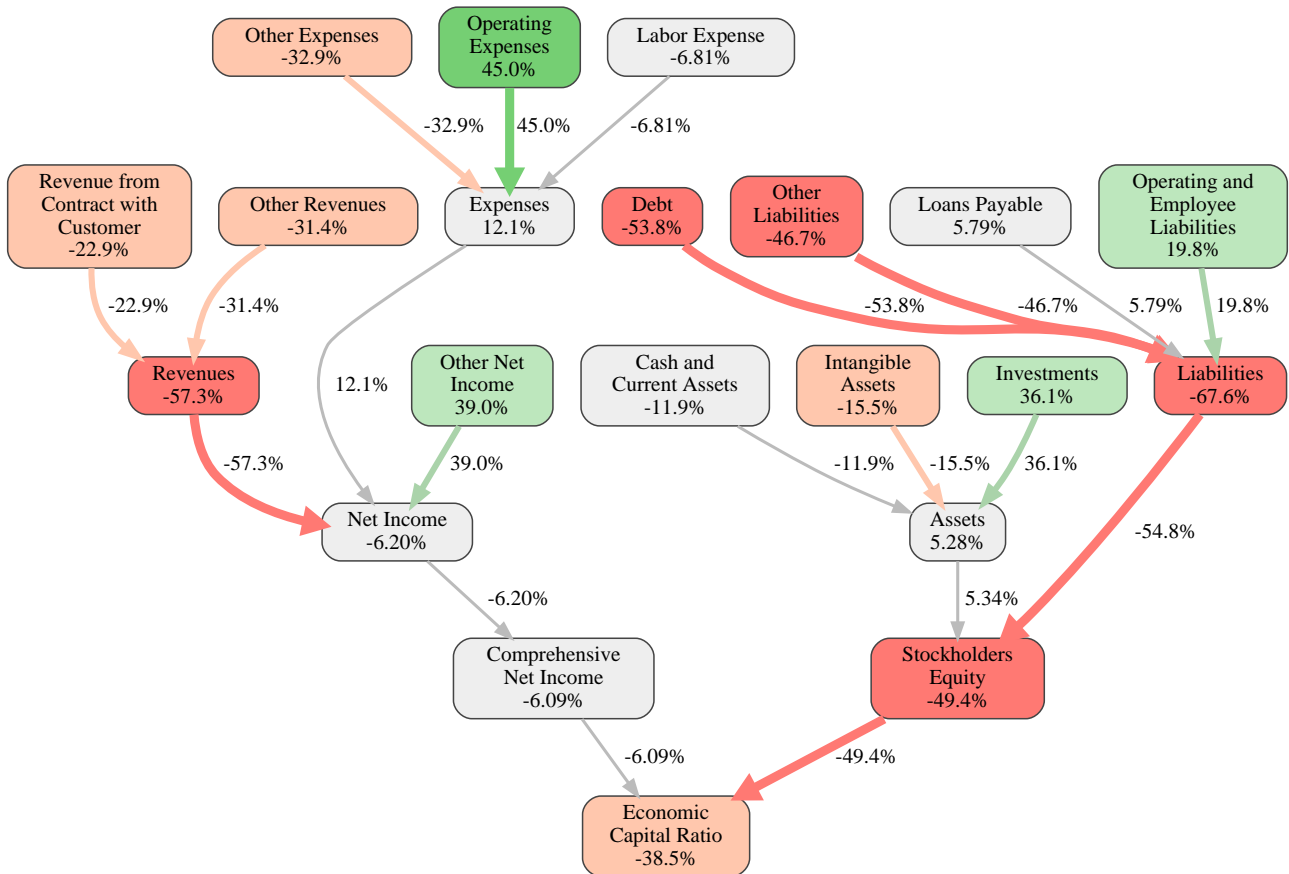 Other Expenses
-32.9%
Operating
Expenses
45.0%
Labor Expense
-6.81%
-32.9%
45.0%
-6.81%
Revenue from
Contract with
Customer
-22.9%
Other Revenues
-31.4%
Expenses
12.1%
Debt
-53.8%
Other
Liabilities
-46.7%
Loans Payable
5.79%
Operating and
Employee
Liabilities
19.8%
-22.9%
-31.4%
-53.8%
-46.7%
5.79%
19.8%
Revenues
-57.3%
12.1%
Other Net
Income
39.0%
Cash and
Current Assets
-11.9%
Intangible
Assets
-15.5%
Investments
36.1%
Liabilities
-67.6%
-57.3%
39.0%
-11.9%
-15.5%
36.1%
Net Income
-6.20%
Assets
5.28%
-54.8%
-6.20%
5.34%
Comprehensive
Net Income
-6.09%
Stockholders
Equity
-49.4%
-6.09%
-49.4%
Economic
Capital Ratio
-38.5%